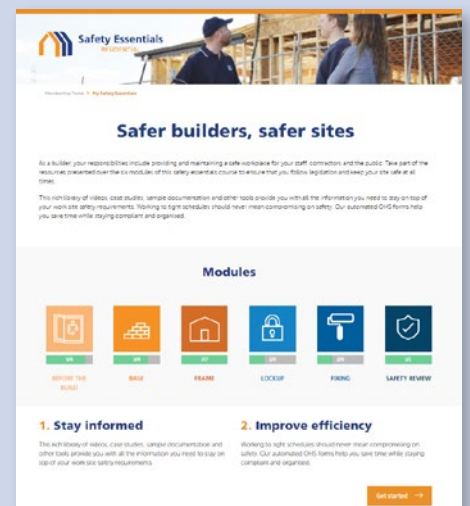 Safety Essentials
RESIDENTIAL
Membership Portal > My Safety Essentials
Safer builders, safer sites
As a builder your responsibilities include providing and maintaining a safe workplace for your staff, contractors and the public. Take part of the
resources presented over the six modules of this safety essentials course to ensure that you follow legislation and keep your site safe at all
times.
This rich library of videos, case studies, sample documentation and other tools provide you with all the information you need to stay on top of
your work site safety requirements. Working to tight schedules should never mean compromising on safety. Our automated OHS forms help
you save time while staying compliant and organised.
Modules
BEFORE THE
BUILD
BASE
FRAME
LOCKUP
FIXING
SAFETY REVIEW
1. Stay informed
This rich library of videos, case studies, sample documentation and
other tools provide you with all the information you need to stay on
top of your work site safety requirements.
2. Improve efficiency
Working to tight schedules should never mean compromising on
safety. Our automated OHS forms help you save time while staying
compliant and organised.
Get started →